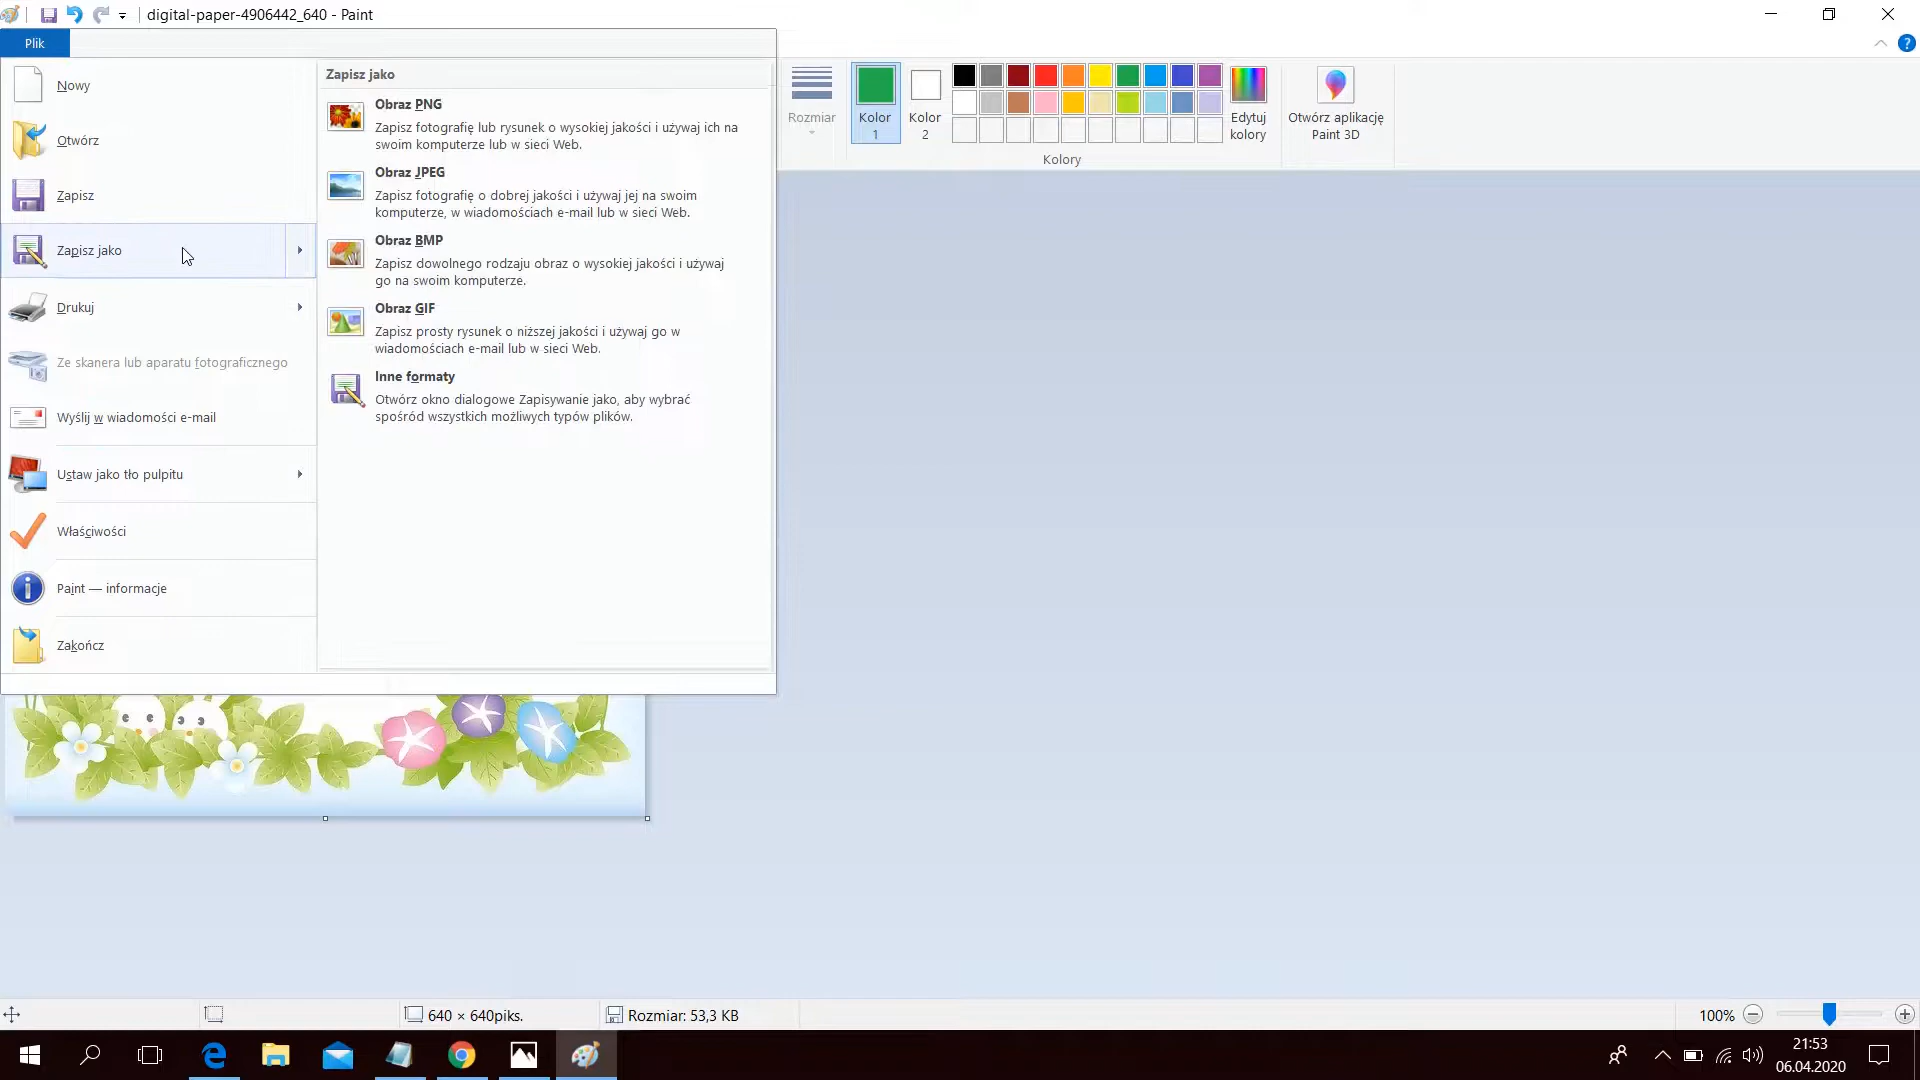 digital-paper-4906442_640 - Paint
Plik
Nowy
Otwórz
Zapisz
Zapisz jako
Drukuj
Ze skanera lub aparatu fotograficznego
Wyślij w wiadomości e-mail
Ustaw jako tło pulpitu
Właściwości
Paint — informacje
Zakończ
Zapisz jako
Obraz PNG
Zapisz fotografię lub rysunek o wysokiej jakości i używaj ich na
swoim komputerze lub w sieci Web.
Obraz JPEG
Zapisz fotografię o dobrej jakości i używaj jej na swoim
komputerze, w wiadomościach e-mail lub w sieci Web.
Obraz BMP
Zapisz dowolnego rodzaju obraz o wysokiej jakości i używaj
go na swoim komputerze.
Obraz GIF
Zapisz prosty rysunek o niższej jakości i używaj go w
wiadomościach e-mail lub w sieci Web.
Inne formaty
Otwórz okno dialogowe Zapisywanie jako, aby wybrać
spośród wszystkich możliwych typów plików.
Rozmiar
Kolor
1
Kolor
2
Edytuj
kolory
Kolory
Otwórz aplikację
Paint 3D
640 × 640piks.
Rozmiar: 53,3 KB
100%
21:53
06.04.2020